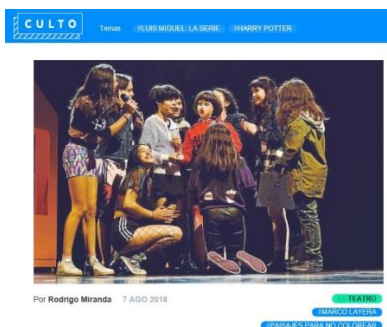 CULTO
Temas #LUIS MIGUEL: LA SERIE #HARRY POTTER
Por Rodrigo Miranda 7 AGO 2018
TEATRO
#MARCO LAYERA
#PAISAJES PARA NO COLOREAR